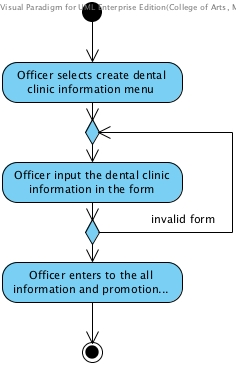 Visual Paradigm for UML Enterprise Edition(College of Arts, M
Officer selects create dental
clinic information menu
Officer input the dental clinic
information in the form
invalid form
Officer enters to the all
information and promotion...